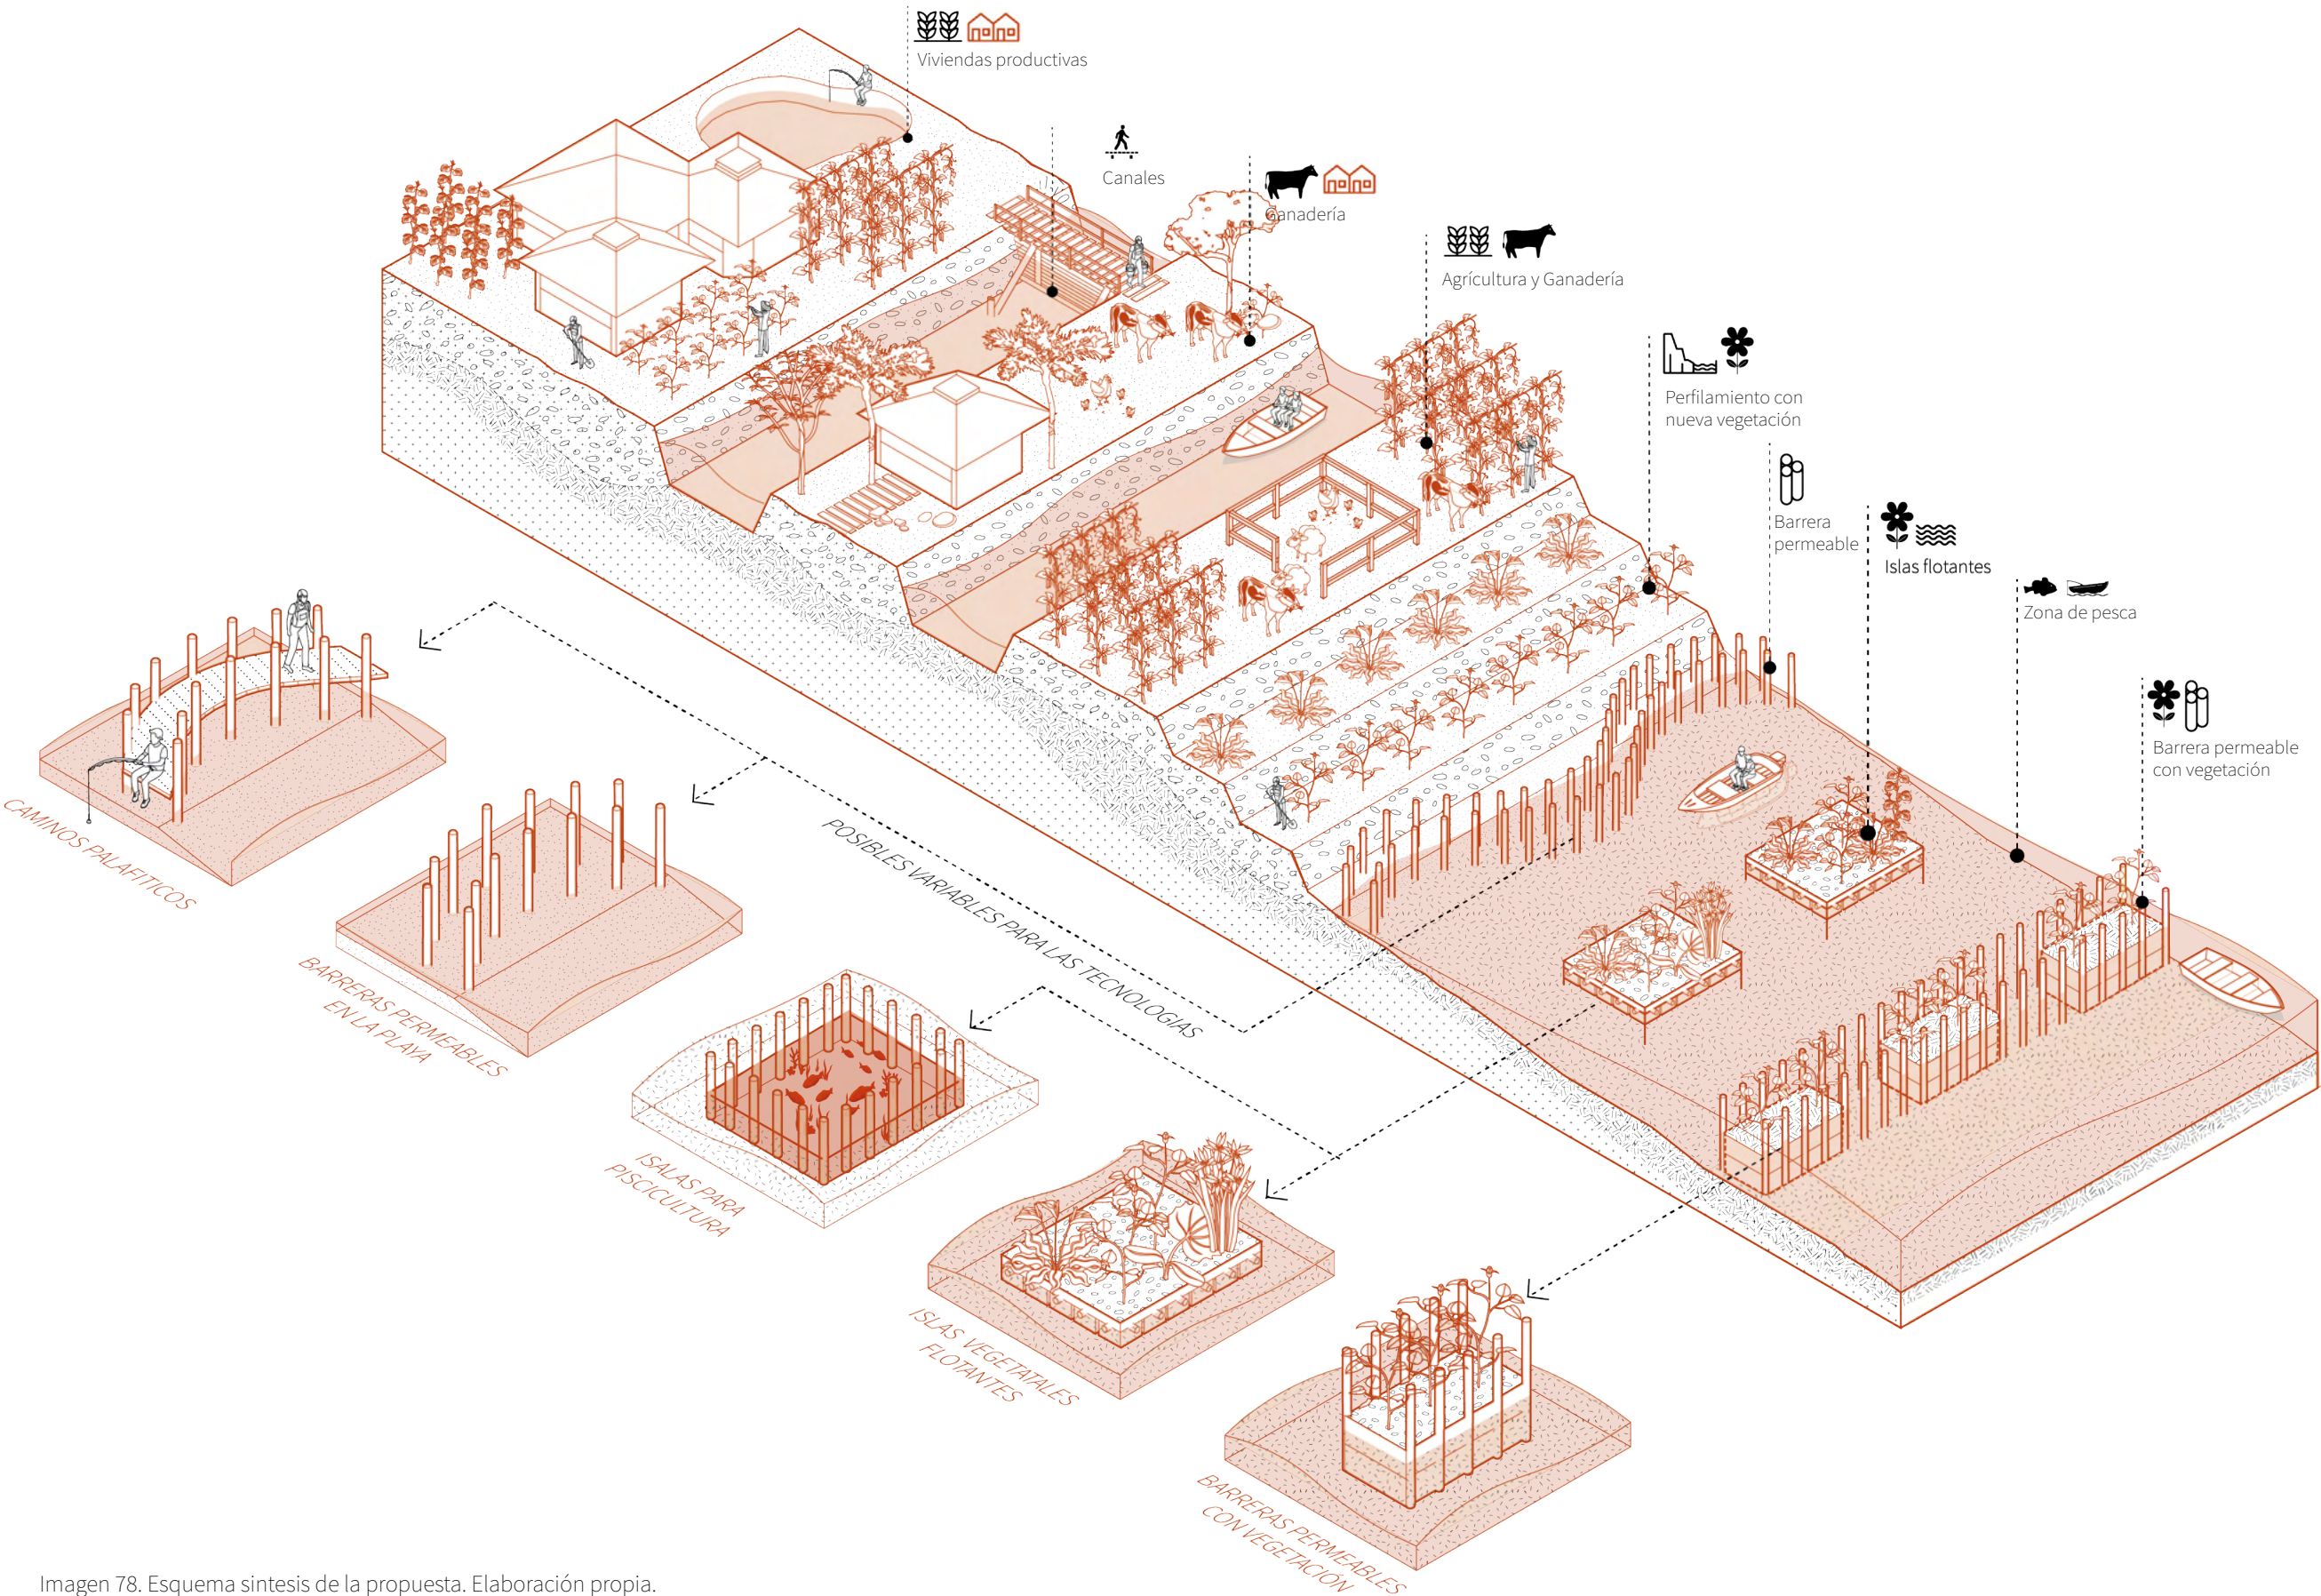 Viviendas productivas
Canales
Ganadería
Agrícultura y Ganadería
Perfilamiento con
nueva vegetación
Barrera
permeable
Islas flotantes
Zona de pesca
Barrera permeable
con vegetación
POSIBLES VARIABLES PARA LAS TECNOLOGIAS
CAMINOS PALAFITICOS
BARRERAS PERMEABLES
EN LA PLAYA
ISALAS PARA
PISCICULTURA
ISLAS VEGETATALES
FLOTANTES
BARRERAS PERMEABLES
CON VEGETACIÓN
Imagen 78. Esquema sintesis de la propuesta. Elaboración propia.